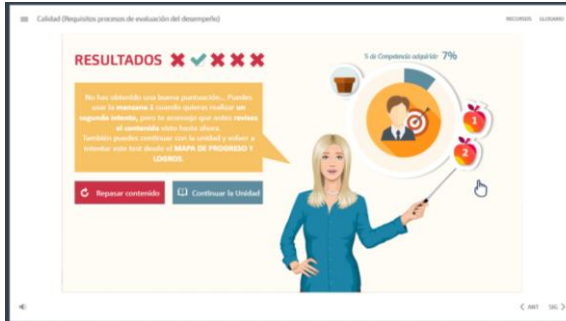 Calidad (Requisitos procesos de evaluación del desempeño)
RECURSOS GLOSARIO
RESULTADOS
% de Competencia adquirida: 7%
No has obtenido una buena puntuación... Puedes
usar la manzana 1 cuando quieras realizar un
segundo intento, pero te aconsejo que antes revises
el contenido visto hasta ahora.
También puedes continuar con la unidad y volver a
intentar este test desde el MAPA DE PROGRESO Y
LOGROS.
1
2
Repasar contenido
Continuar la Unidad
ANT SIG